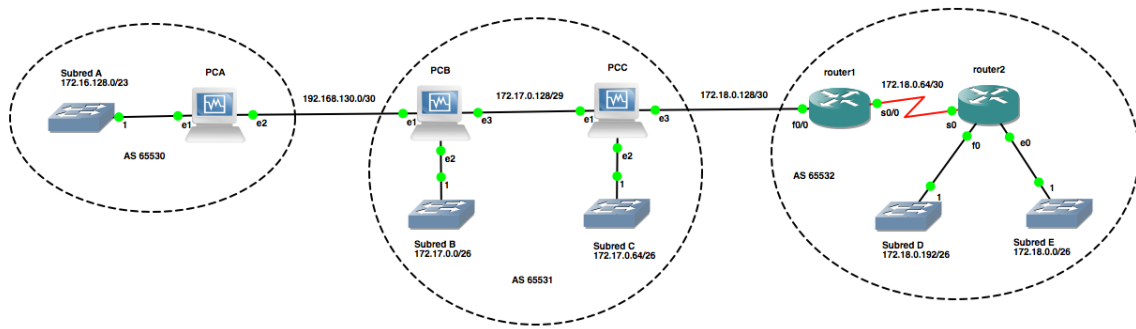 Subred A
172.16.128.0/23
1
e1
PCA
e2
AS 65530
192.168.130.0/30
PCB
e1
e3
e2
1
Subred B
172.17.0.0/26
172.17.0.128/29
PCC
e1
e3
e2
1
Subred C
172.17.0.64/26
AS 65531
172.18.0.128/30
router1
f0/0
s0/0
172.18.0.64/30
router2
s0
f0
e0
AS 65532
1
Subred D
172.18.0.192/26
1
Subred E
172.18.0.0/26